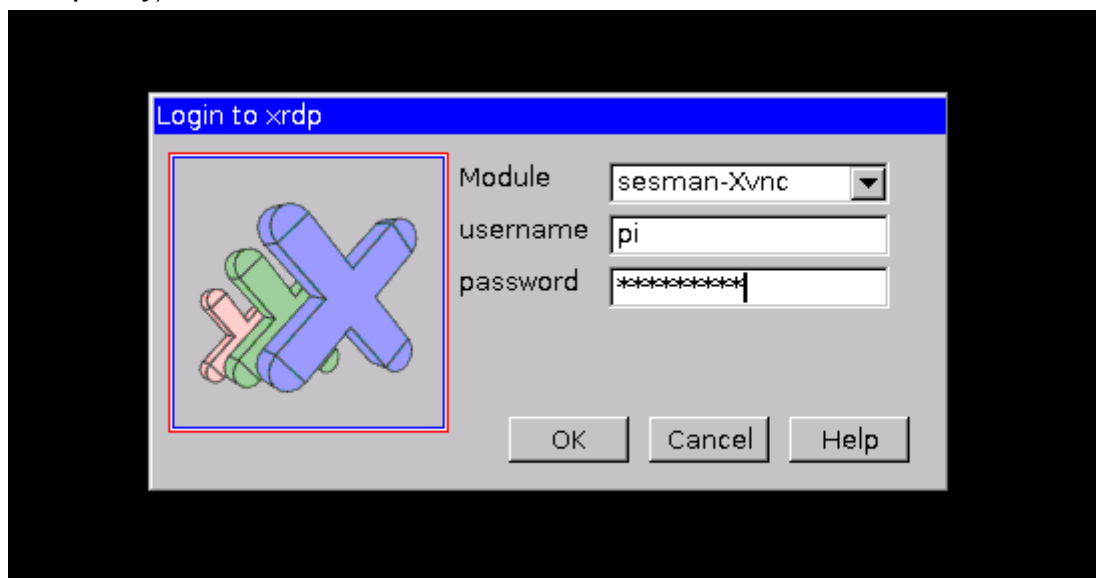 Login to xrdp
Module sesman-Xvnc
username pi
password *********
OK Cancel Help